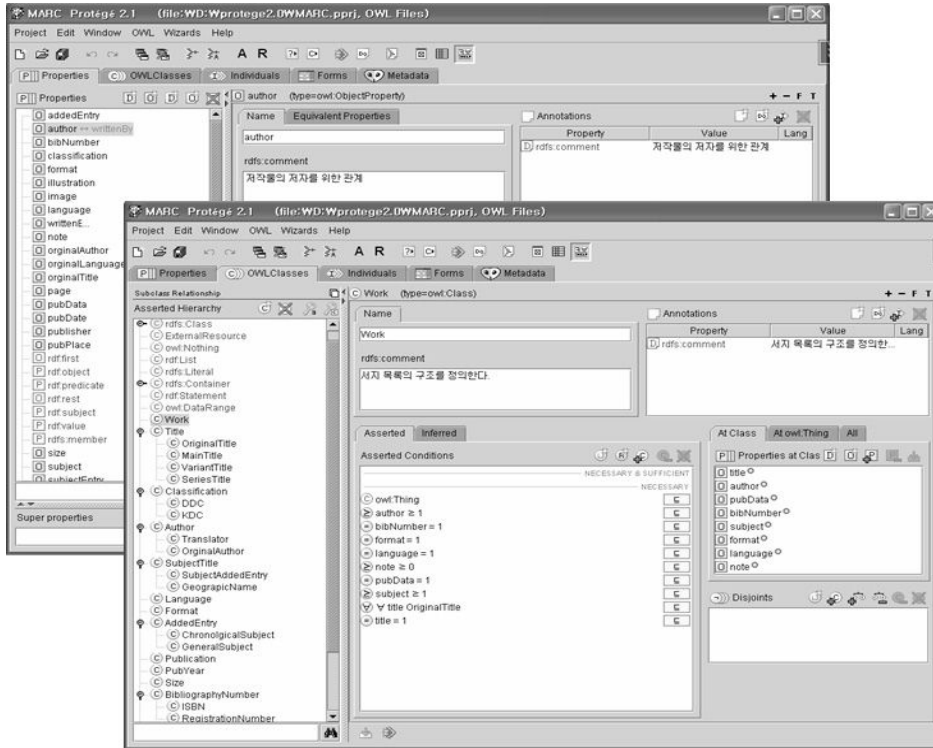 MARC Protégé 2.1 (file:₩D:₩protege2.0₩MARC.pprj, OWL Files)
Project Edit Window OWL Wizards Help
Properties OWLClasses Individuals Forms Metadata
Properties
addedEntry
author ↔ writtenBy
bibNumber
classification
format
illustration
image
language
writtenE...
note
orginalAuthor
orginalLanguage
orginalTitle
page
pubData
pubDate
publisher
pubPlace
rdf:first
rdf:object
rdf:predicate
rdf:rest
rdf:subject
rdf:value
rdfs:member
size
subject
subjectEntry
Super properties
author (type=owl:ObjectProperty)
+ - F T
Name Equivalent Properties
author
rdfs:comment
저작물의 저자를 위한 관계
Annotations
Property Value Lang
rdfs:comment 저작물의 저자를 위한 관계
MARC Protégé 2.1 (file:₩D:₩protege2.0₩MARC.pprj, OWL Files)
Project Edit Window OWL Wizards Help
Properties OWLClasses Individuals Forms Metadata
Subclass Relationship
Asserted Hierarchy
rdfs:Class
ExternalResource
owl:Nothing
rdf:List
rdfs:Literal
rdfs:Container
rdf:Statement
owl:DataRange
Work
Title
OriginalTitle
MainTitle
VariantTitle
SeriesTitle
Classification
DDC
KDC
Author
Translator
OrginalAuthor
SubjectTitle
SubjectAddedEntry
GeograpicName
Language
Format
AddedEntry
ChronolgicalSubject
GeneralSubject
Publication
PubYear
Size
BibliographyNumber
ISBN
RegistrationNumber
Work (type=owl:Class)
+ - F T
Name
Work
rdfs:comment
서지 목록의 구조를 정의한다.
Annotations
Property Value Lang
rdfs:comment 서지 목록의 구조를 정의한...
Asserted Inferred
Asserted Conditions
NECESSARY & SUFFICIENT
NECESSARY
owl:Thing
author ≥ 1
bibNumber = 1
format = 1
language = 1
note ≥ 0
pubData = 1
subject ≥ 1
∀ title OriginalTitle
title = 1
At Class At owl:Thing All
Properties at Clas
title
author
pubData
bibNumber
subject
format
language
note
Disjoints